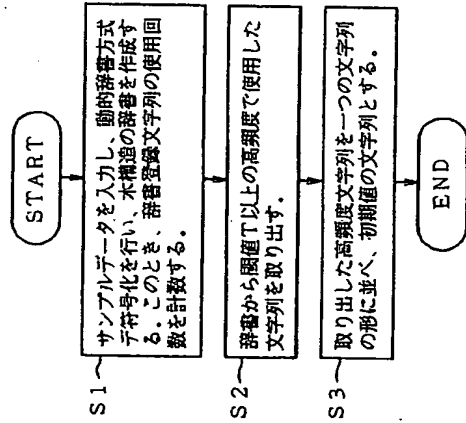 START
S1
サンプルデータを入力し、動的辞書方式
テ符号化を行い、木構造の辞書を作成す
る。このとき、辞書登録文字列の使用回
数を計数する。
S2
辞書から閾値T以上の高頻度で使用した
文字列を取り出す。
S3
取り出した高頻度文字列を一つの文字列
の形に並べ、初期値の文字列とする。
END